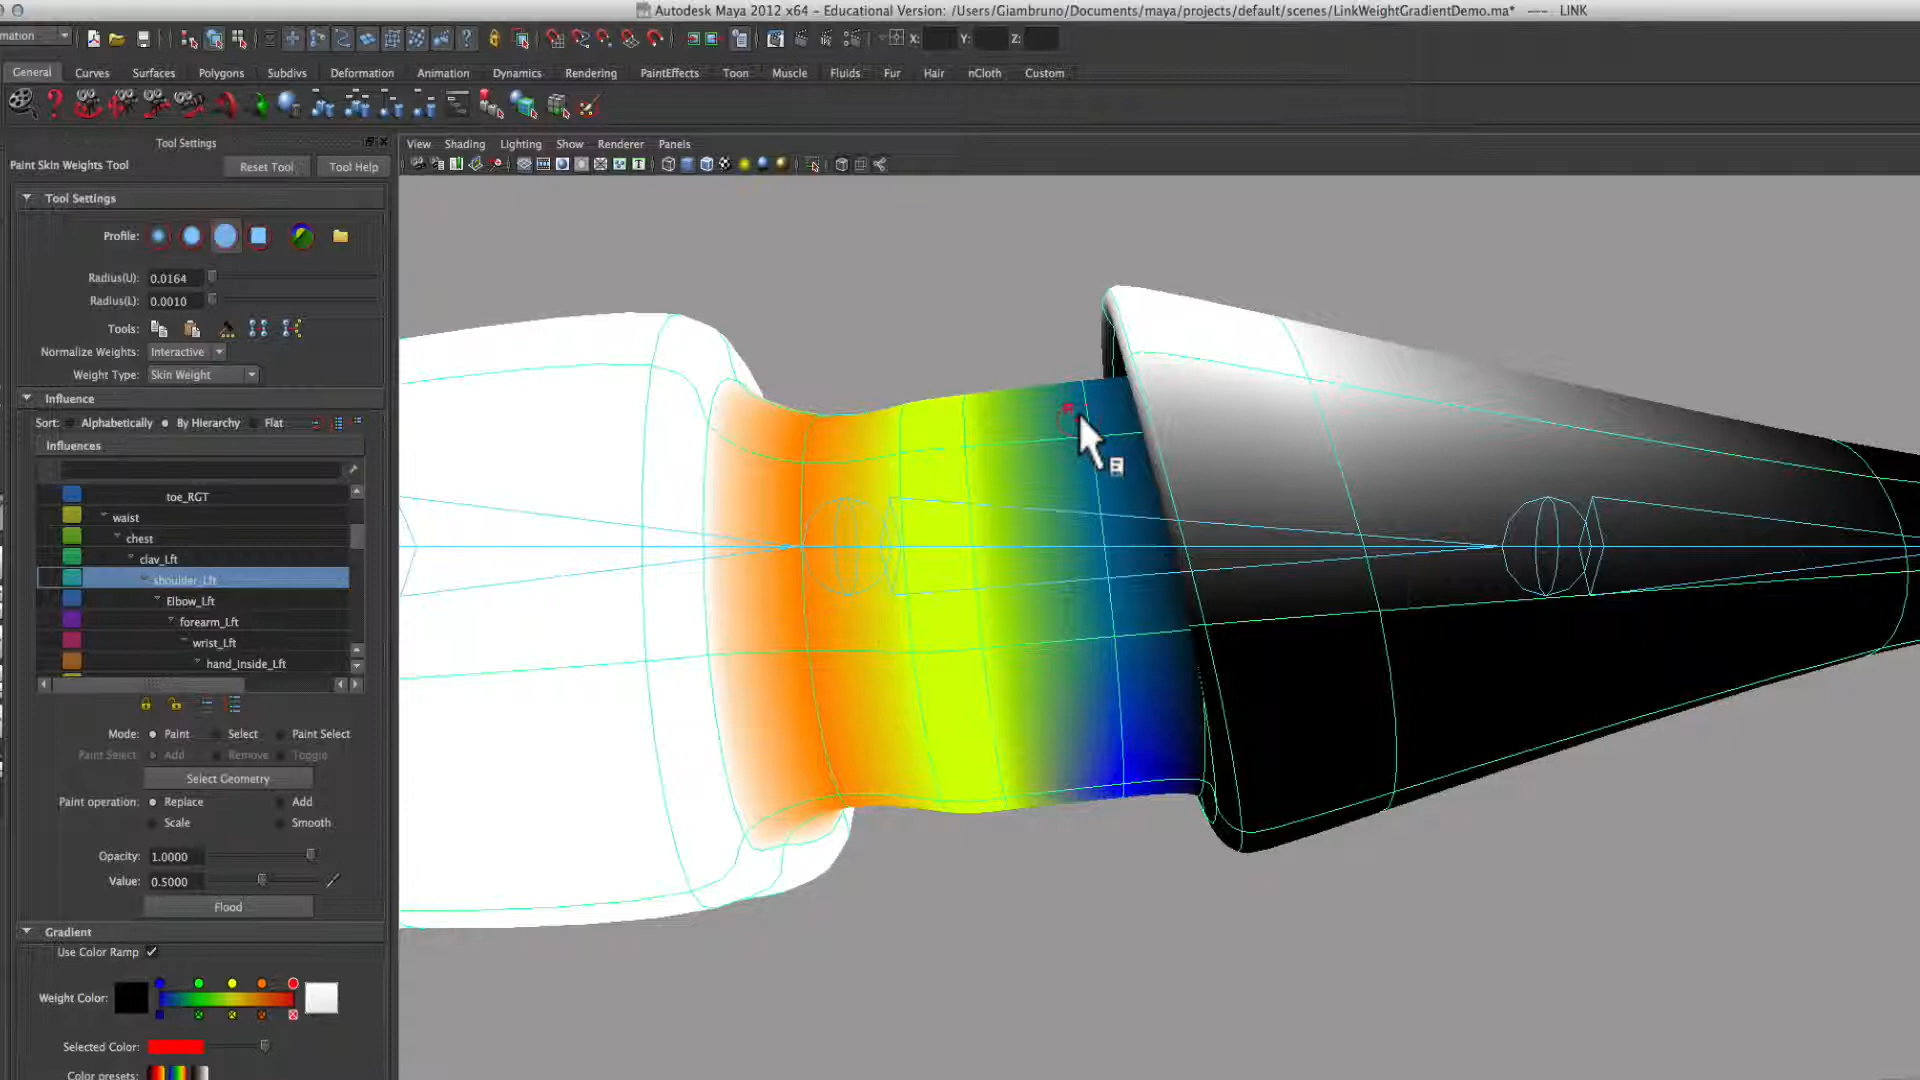 Autodesk Maya 2012 x64 – Educational Version: /Users/Giambruno/Documents/maya/projects/default/scenes/LinkWeightGradientDemo.ma* --- LINK
mation
X:
Y:
Z:
General Curves Surfaces Polygons Subdivs Deformation Animation Dynamics Rendering PaintEffects Toon Muscle Fluids Fur Hair nCloth Custom
Tool Settings
View Shading Lighting Show Renderer Panels
Paint Skin Weights Tool
Reset Tool
Tool Help
Tool Settings
Profile:
Radius(U): 0.0164
Radius(L): 0.0010
Tools:
Normalize Weights: Interactive
Weight Type: Skin Weight
Influence
Sort: Alphabetically By Hierarchy Flat
Influences
toe_RGT
waist
chest
clav_Lft
shoulder_Lft
Elbow_Lft
forearm_Lft
wrist_Lft
hand_Inside_Lft
Mode: Paint Select Paint Select
Paint Select: Add Remove Toggle
Select Geometry
Paint operation: Replace Add
Scale Smooth
Opacity: 1.0000
Value: 0.5000
Flood
Gradient
Use Color Ramp
Weight Color:
Selected Color:
Color presets: